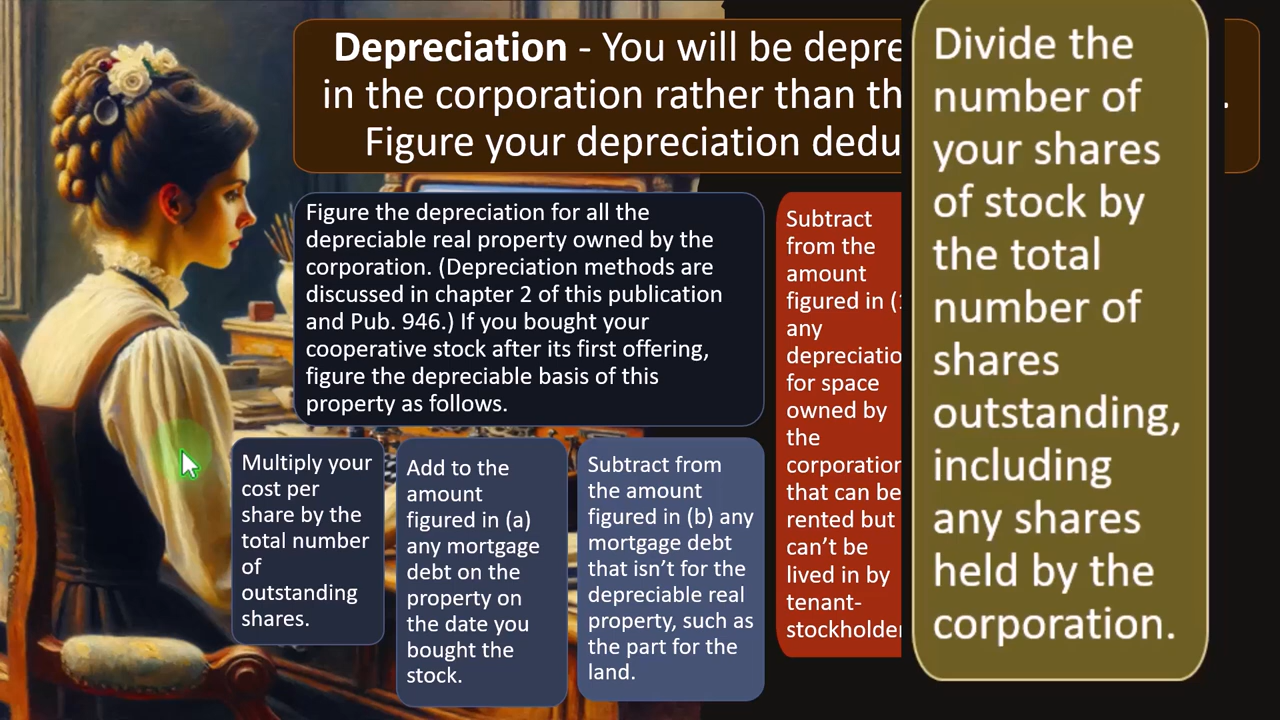 Depreciation - You will be
in the corporation rather than
Figure your depreciation
Figure the depreciation for all the
depreciable real property owned by the
corporation. (Depreciation methods are
discussed in chapter 2 of this publication
and Pub. 946.) If you bought your
cooperative stock after its first offering,
figure the depreciable basis of this
property as follows.
Multiply your
cost per
share by the
total number
of
outstanding
shares.
Add to the
amount
figured in (a)
any mortgage
debt on the
property on
the date you
bought the
stock.
Subtract from
the amount
figured in (b) any
mortgage debt
that isn’t for the
depreciable real
property, such as
the part for the
land.
Subtract
from the
amount
figured in
any
for space
owned by
the
that can be
rented but
can’t be
lived in by
tenant-
Divide the
number of
your shares
of stock by
the total
number of
shares
outstanding,
including
any shares
held by the
corporation.